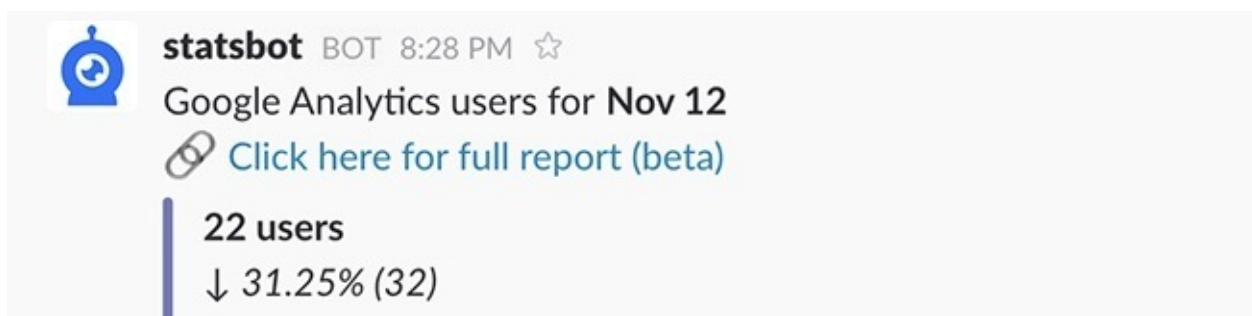 statsbot BOT 8:28 PM
Google Analytics users for Nov 12
Click here for full report (beta)
22 users
↓ 31.25% (32)